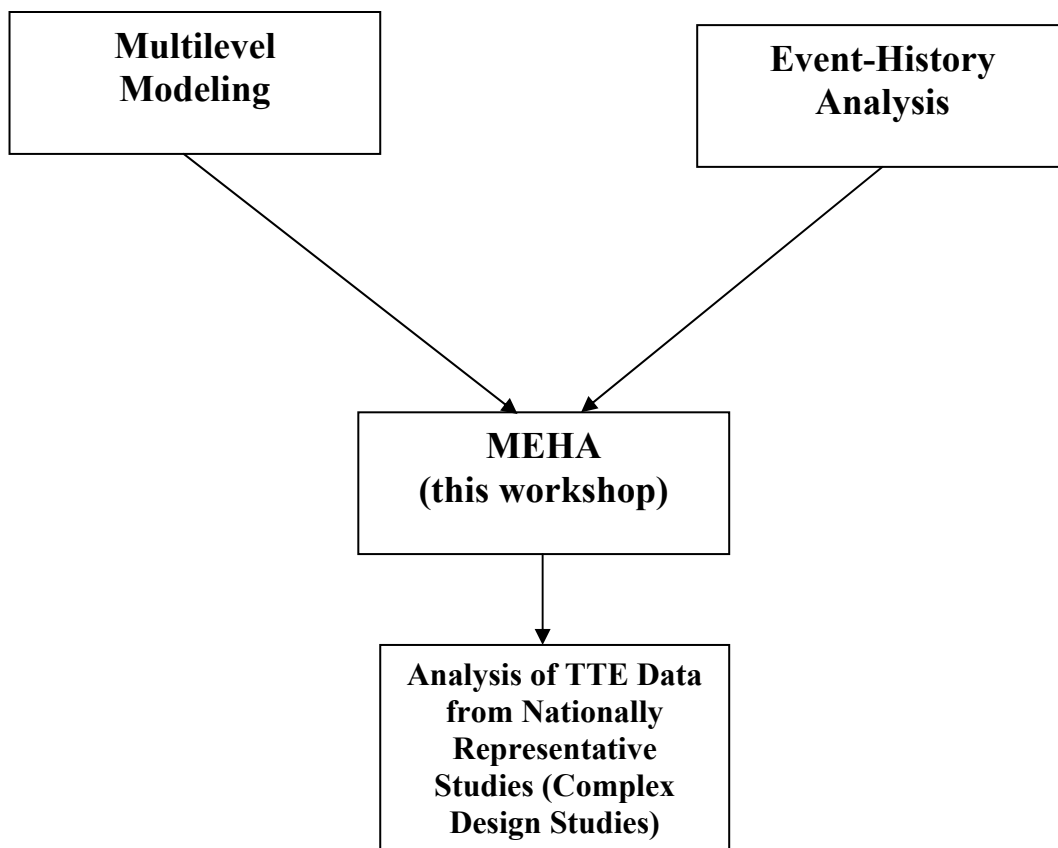 Multilevel
Modeling
Event-History
Analysis
MEHA
(this workshop)
Analysis of TTE Data
from Nationally
Representative
Studies (Complex
Design Studies)